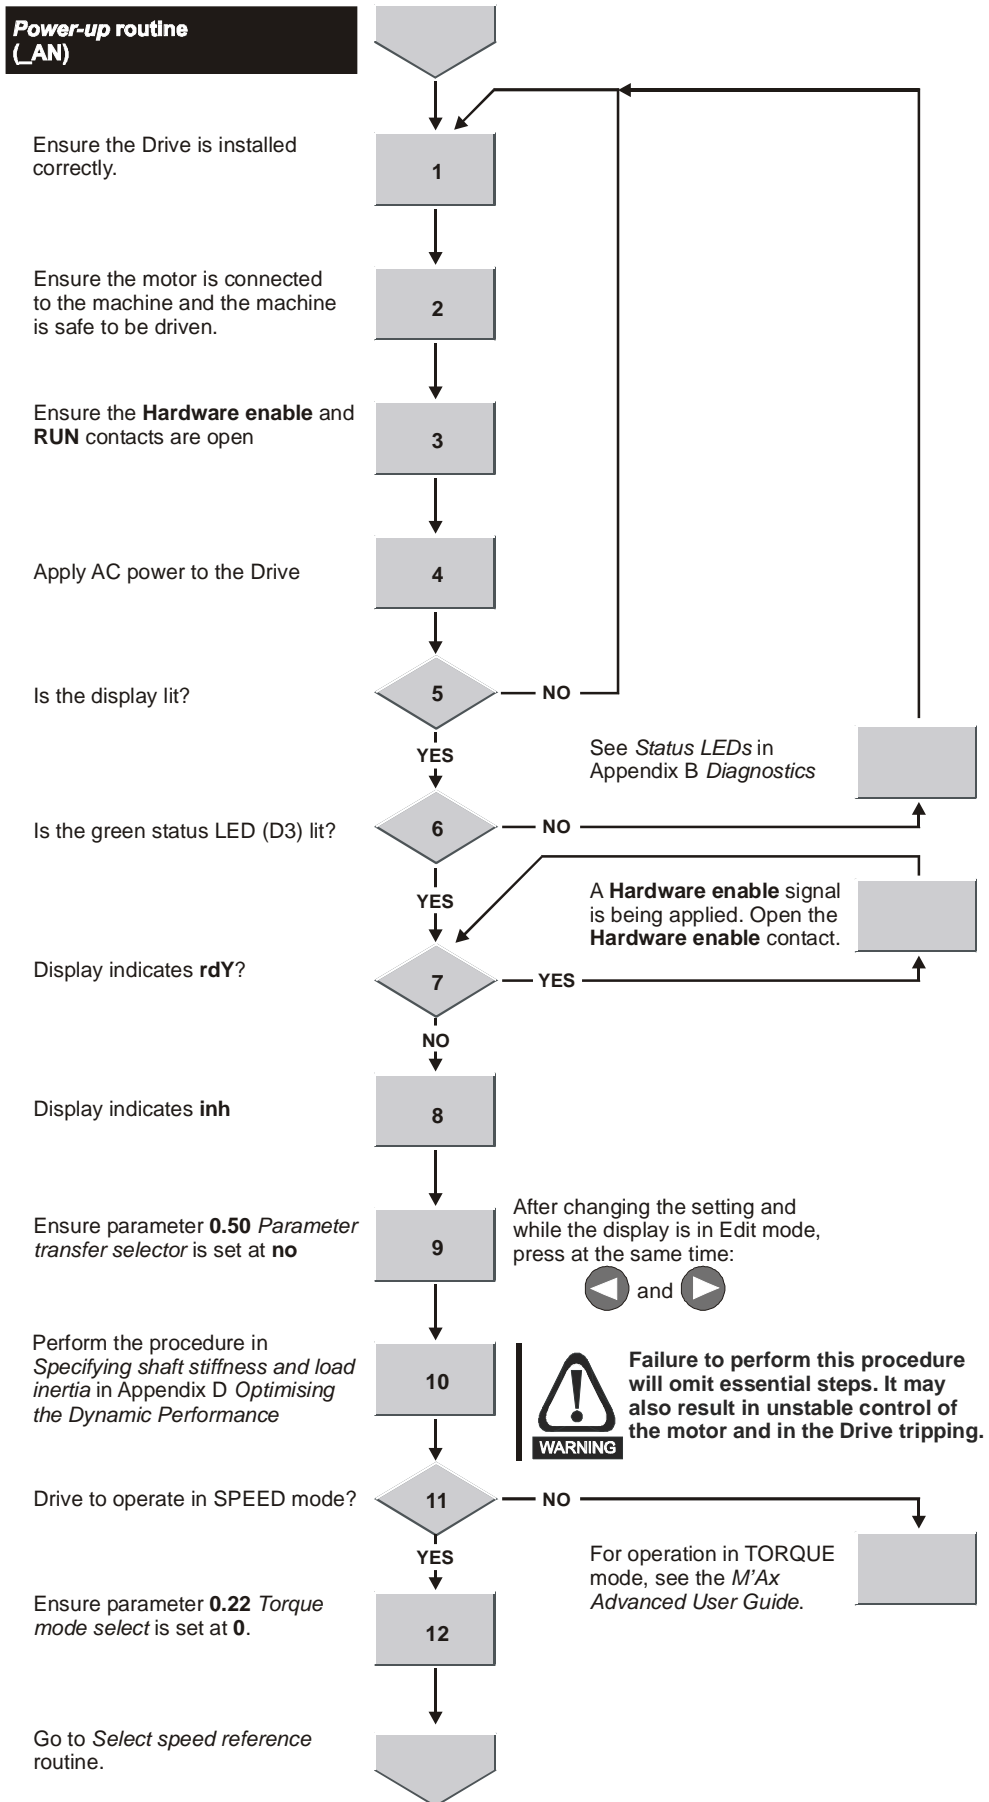 Power-up routine
(_AN)
Ensure the Drive is installed
correctly.
1
Ensure the motor is connected
to the machine and the machine
is safe to be driven.
2
Ensure the Hardware enable and
RUN contacts are open
3
Apply AC power to the Drive
4
Is the display lit?
5
NO
YES
See Status LEDs in
Appendix B Diagnostics
Is the green status LED (D3) lit?
6
NO
YES
A Hardware enable signal
is being applied. Open the
Hardware enable contact.
Display indicates rdY?
7
YES
NO
Display indicates inh
8
Ensure parameter 0.50 Parameter
transfer selector is set at no
9
After changing the setting and
while the display is in Edit mode,
press at the same time:
and
Perform the procedure in
Specifying shaft stiffness and load
inertia in Appendix D Optimising
the Dynamic Performance
10
WARNING
Failure to perform this procedure
will omit essential steps. It may
also result in unstable control of
the motor and in the Drive tripping.
Drive to operate in SPEED mode?
11
NO
YES
For operation in TORQUE
mode, see the M'Ax
Advanced User Guide.
Ensure parameter 0.22 Torque
mode select is set at 0.
12
Go to Select speed reference
routine.